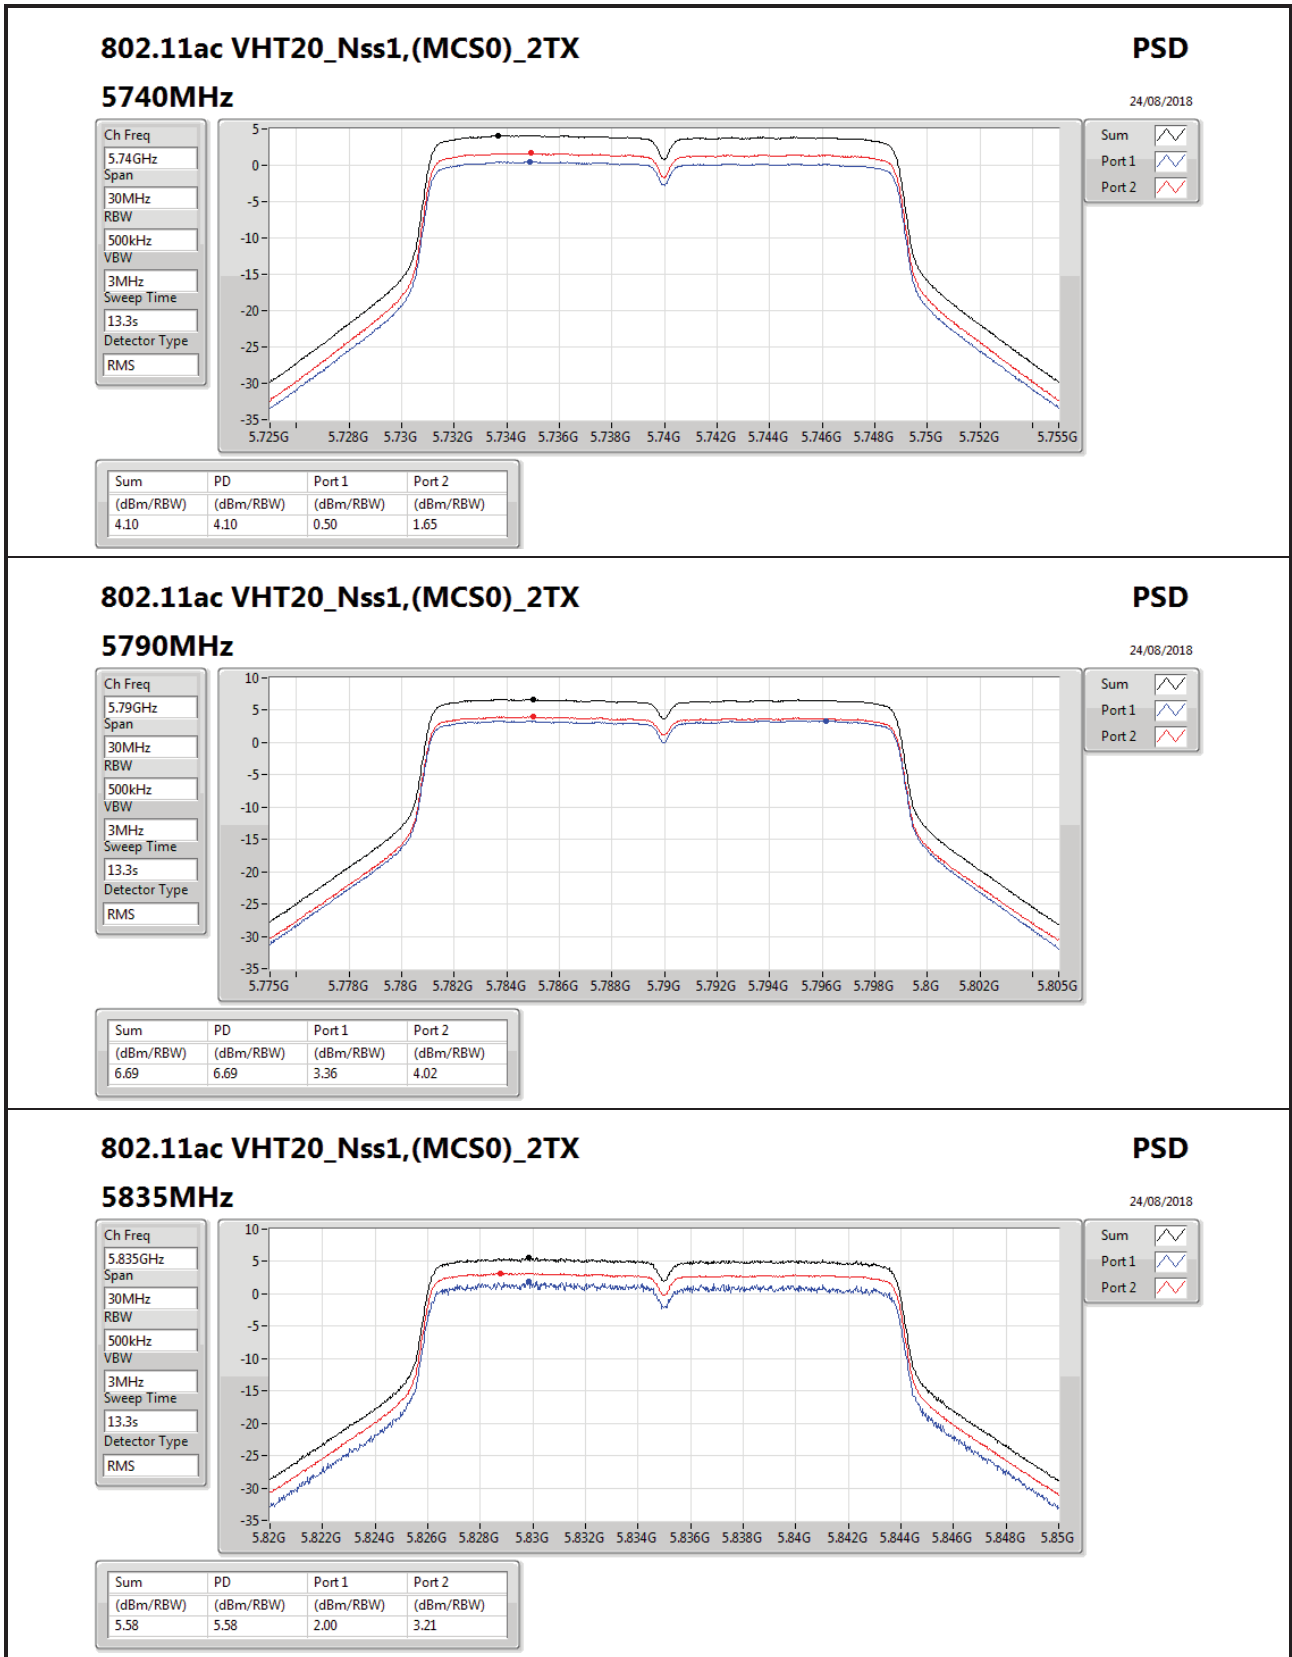 802.11ac VHT20_Nss1,(MCS0)_2TX PSD
5740MHz 24/08/2018
Ch Freq
5.74GHz
Span
30MHz
RBW
500kHz
VBW
3MHz
Sweep Time
13.3s
Detector Type
RMS
5
0
-5
-10
-15
-20
-25
-30
-35
5.725G 5.728G 5.73G 5.732G 5.734G 5.736G 5.738G 5.74G 5.742G 5.744G 5.746G 5.748G 5.75G 5.752G 5.755G
Sum
Port 1
Port 2
Sum PD Port 1 Port 2
(dBm/RBW) (dBm/RBW) (dBm/RBW) (dBm/RBW)
4.10 4.10 0.50 1.65
802.11ac VHT20_Nss1,(MCS0)_2TX PSD
5790MHz 24/08/2018
Ch Freq
5.79GHz
Span
30MHz
RBW
500kHz
VBW
3MHz
Sweep Time
13.3s
Detector Type
RMS
10
5
0
-5
-10
-15
-20
-25
-30
-35
5.775G 5.778G 5.78G 5.782G 5.784G 5.786G 5.788G 5.79G 5.792G 5.794G 5.796G 5.798G 5.8G 5.802G 5.805G
Sum
Port 1
Port 2
Sum PD Port 1 Port 2
(dBm/RBW) (dBm/RBW) (dBm/RBW) (dBm/RBW)
6.69 6.69 3.36 4.02
802.11ac VHT20_Nss1,(MCS0)_2TX PSD
5835MHz 24/08/2018
Ch Freq
5.835GHz
Span
30MHz
RBW
500kHz
VBW
3MHz
Sweep Time
13.3s
Detector Type
RMS
10
5
0
-5
-10
-15
-20
-25
-30
-35
5.82G 5.822G 5.824G 5.826G 5.828G 5.83G 5.832G 5.834G 5.836G 5.838G 5.84G 5.842G 5.844G 5.846G 5.848G 5.85G
Sum
Port 1
Port 2
Sum PD Port 1 Port 2
(dBm/RBW) (dBm/RBW) (dBm/RBW) (dBm/RBW)
5.58 5.58 2.00 3.21